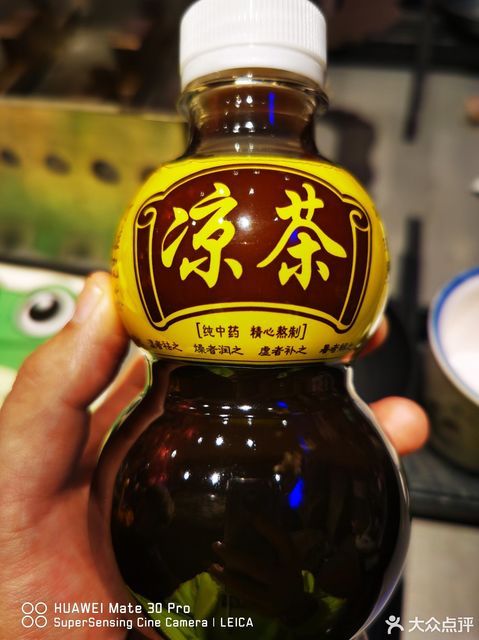 凉茶
[纯中药 精心熬制]
燥者润之 虚者补之
HUAWEI Mate 30 Pro
SuperSensing Cine Camera | LEICA
大众点评